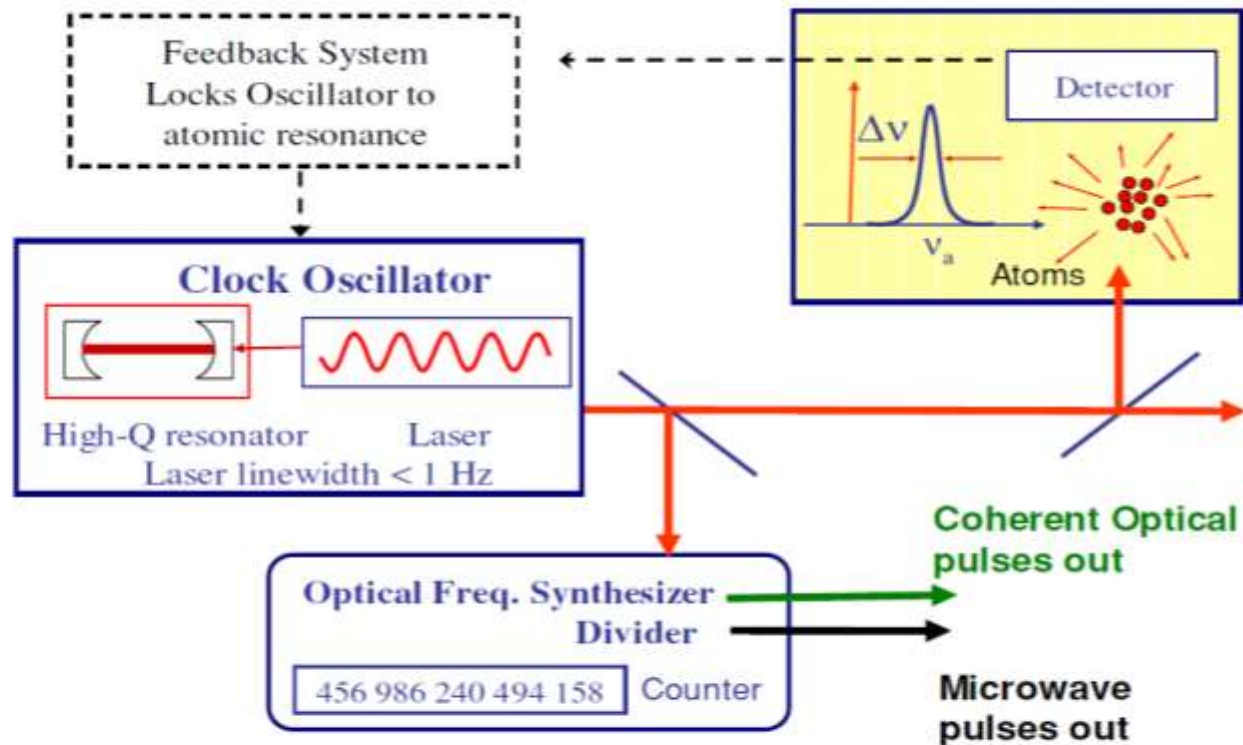 Feedback System
Locks Oscillator to
atomic resonance
Detector
Δν
ν_a
Atoms
Clock Oscillator
High-Q resonator Laser
Laser linewidth < 1 Hz
Coherent Optical
pulses out
Optical Freq. Synthesizer
Divider
456 986 240 494 158 Counter
Microwave
pulses out